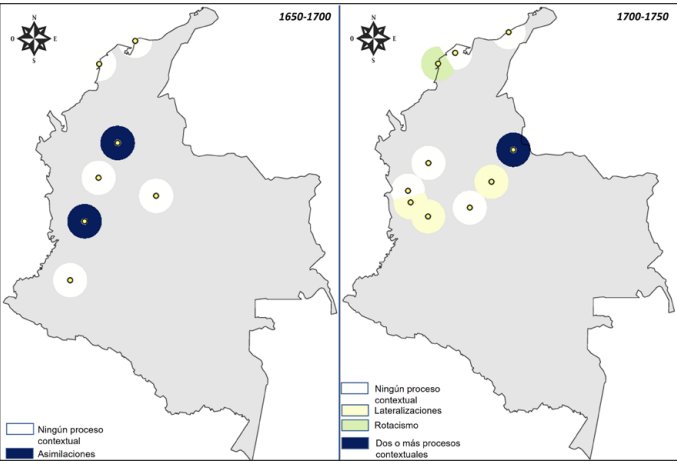 1650-1700
O
E
S
Ningún proceso
contextual
Asimilaciones
1700-1750
O
E
S
Ningún proceso
contextual
Lateralizaciones
Rotacismo
Dos o más procesos
contextuales